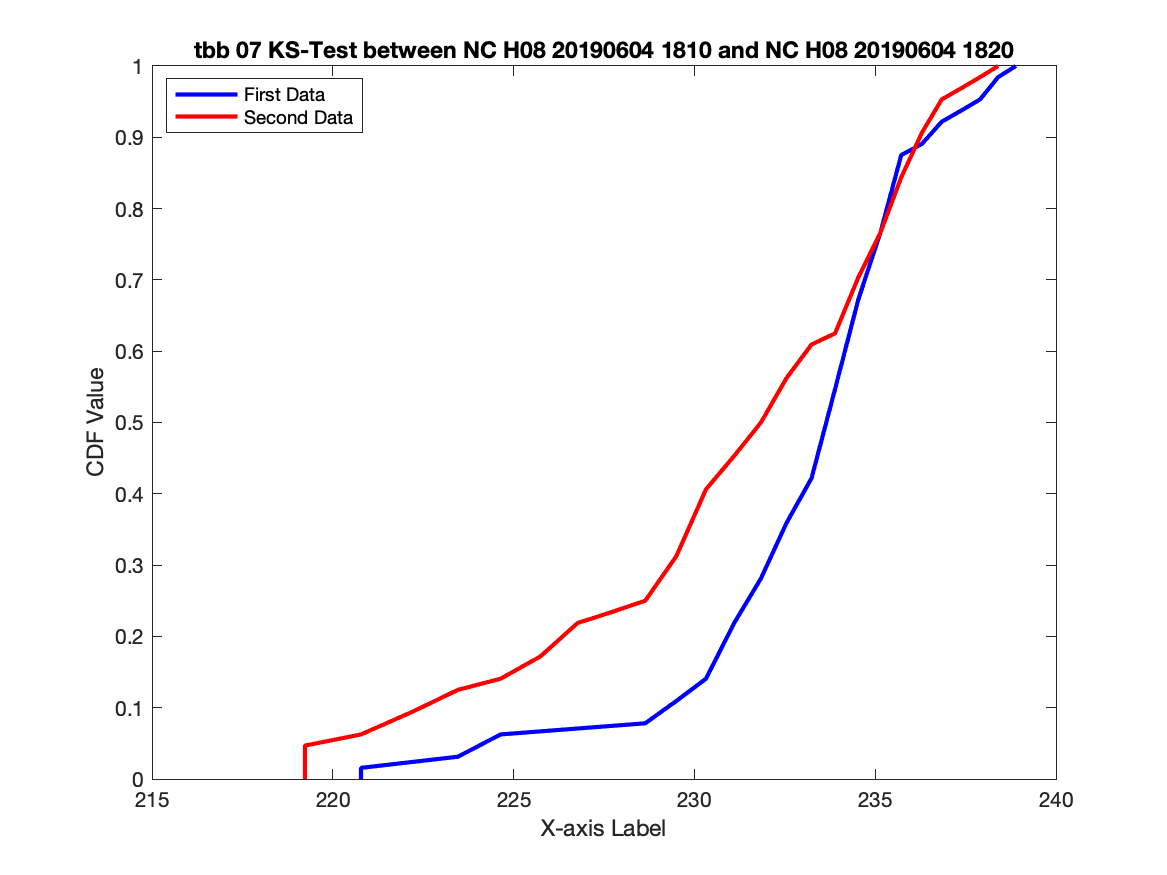 tbb 07 KS-Test between NC H08 20190604 1810 and NC H08 20190604 1820
First Data
Second Data
1
0.9
0.8
0.7
0.6
0.5
0.4
0.3
0.2
0.1
0
CDF Value
215 220 225 230 235 240
X-axis Label